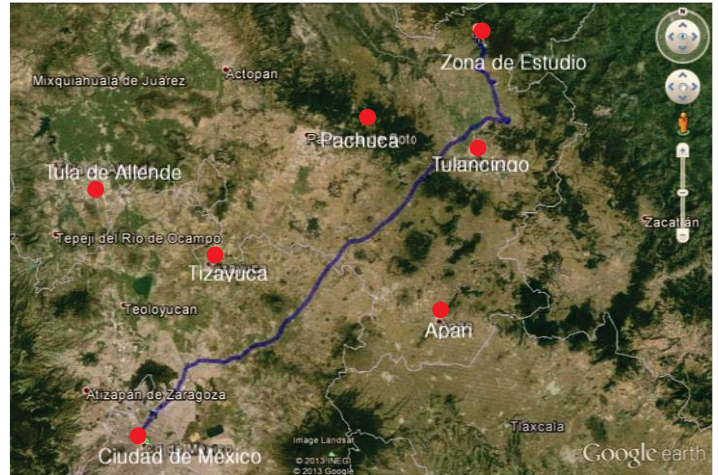 N
Zona de Estudio
Actopan
Mixquiahuala de Juárez
Pachuca
Tulancingo
Tula de Allende
Zacatlán
Tepeji del Río de Ocampo
Tizayuca
Teoloyucan
Apan
Atizapán de Zaragoza
Tlaxcala
Ciudad de México
Image Landsat
© 2013 INEGI
© 2013 Google
Google earth